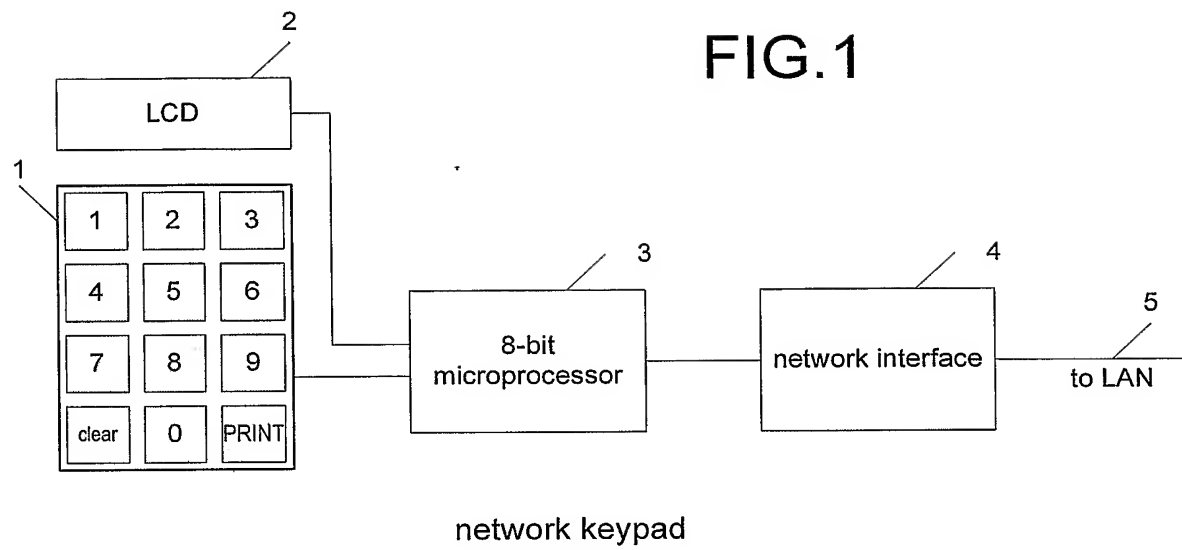 FIG.1
2
LCD
1
1 2 3
4 5 6
7 8 9
clear 0 PRINT
3
8-bit
microprocessor
4
network interface
5
to LAN
network keypad